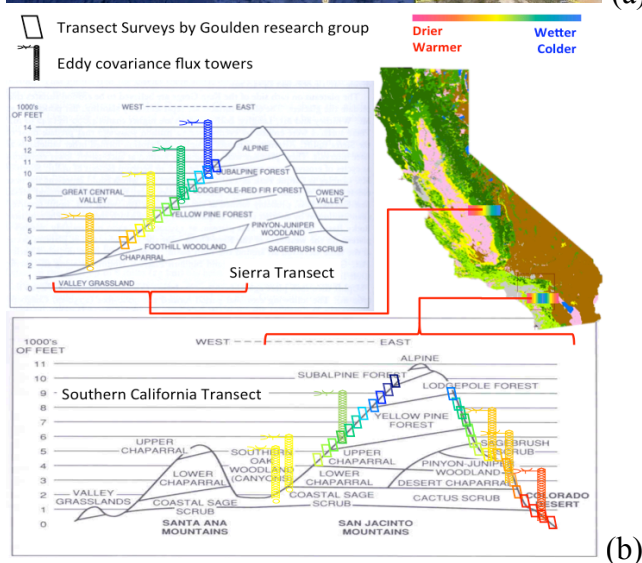 (a)
Transect Surveys by Goulden research group
Eddy covariance flux towers
Drier
Warmer
Wetter
Colder
1000's
OF FEET
WEST ---------- EAST
14
13
12
11
10
9
8
7
6
5
4
3
2
1
0
ALPINE
SUBALPINE FOREST
LODGEPOLE-RED FIR FOREST
GREAT CENTRAL
VALLEY
OWENS
VALLEY
YELLOW PINE FOREST
PINYON-JUNIPER
WOODLAND
FOOTHILL WOODLAND
SAGEBRUSH SCRUB
CHAPARRAL
Sierra Transect
VALLEY GRASSLAND
1000's
OF FEET
WEST ---------- EAST
11
10
9
8
7
6
5
4
3
2
1
0
ALPINE
SUBALPINE FOREST
LODGEPOLE FOREST
Southern California Transect
YELLOW PINE
FOREST
UPPER
CHAPARRAL
SOUTHERN
OAK
WOODLAND
(CANYONS)
UPPER
CHAPARRAL
SAGEBRUSH
SCRUB
PINYON-JUNIPER
WOODLAND
LOWER
CHAPARRAL
LOWER
CHAPARRAL
DESERT CHAPARRAL
VALLEY
GRASSLANDS
COASTAL SAGE
SCRUB
COASTAL SAGE
SCRUB
CACTUS SCRUB
COLORADO
DESERT
SANTA ANA
MOUNTAINS
SAN JACINTO
MOUNTAINS
(b)